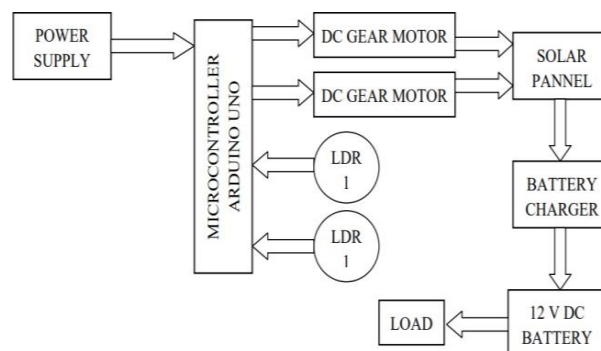 POWER
SUPPLY
MICROCONTROLLER
ARDUINO UNO
DC GEAR MOTOR
DC GEAR MOTOR
LDR
1
LDR
1
SOLAR
PANNEL
BATTERY
CHARGER
12 V DC
BATTERY
LOAD